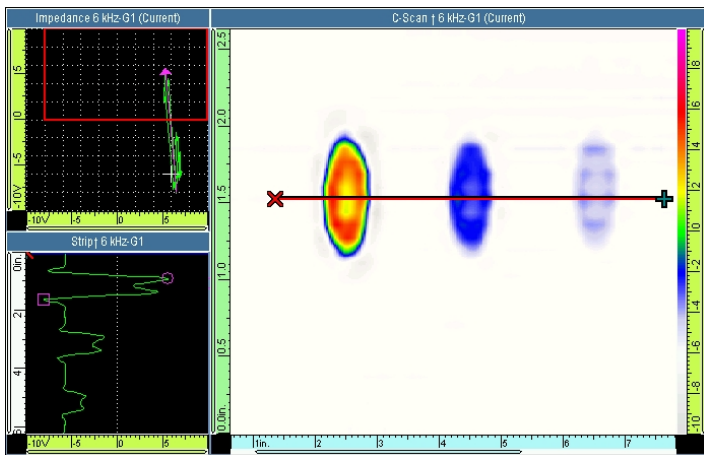 Impedance 6 kHz-G1 (Current)
C-Scan † 6 kHz-G1 (Current)
|5
|0
|-5
-10V
-10V |-5 |0 |5
Strip† 6 kHz-G1
0in.
2|
4|
6|
-10V |-5 |0 |5
|2.5
|2.0
|1.5
|1.0
|0.5
0.0in.
|1in. |2 |3 |4 |5 |6 |7
|8
|6
|4
|2
|0
|-2
|-4
|-6
|-8
|-10